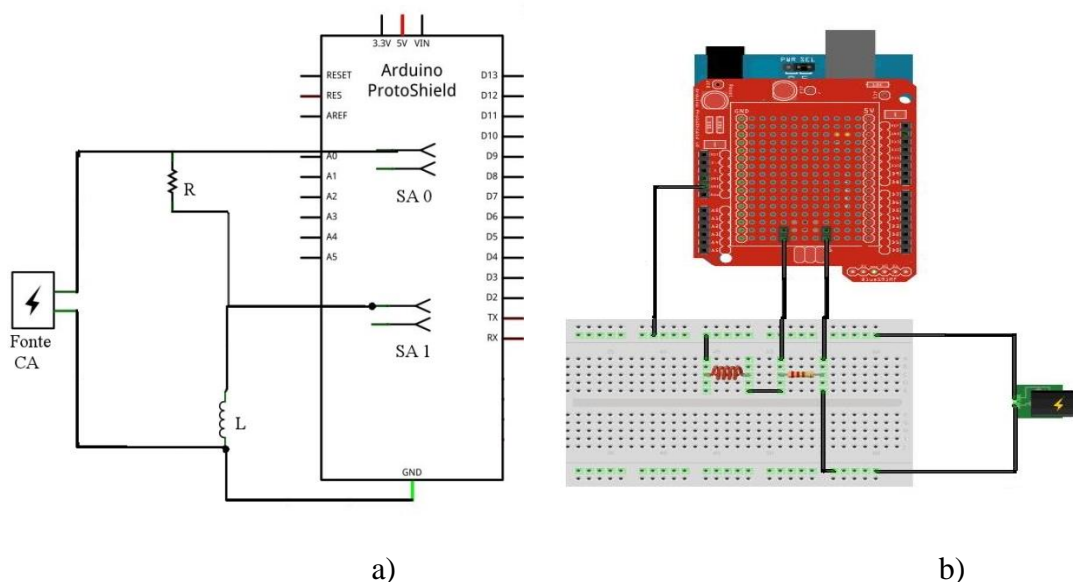 3.3V 5V VIN
Arduino
ProtoShield
RESET
RES
AREF
A0
A1
A2
A3
A4
A5
D13
D12
D11
D10
D9
D8
D7
D6
D5
D4
D3
D2
TX
RX
SA 0
SA 1
R
L
Fonte
CA
GND
PWR SEL
GND
5V
a)
b)